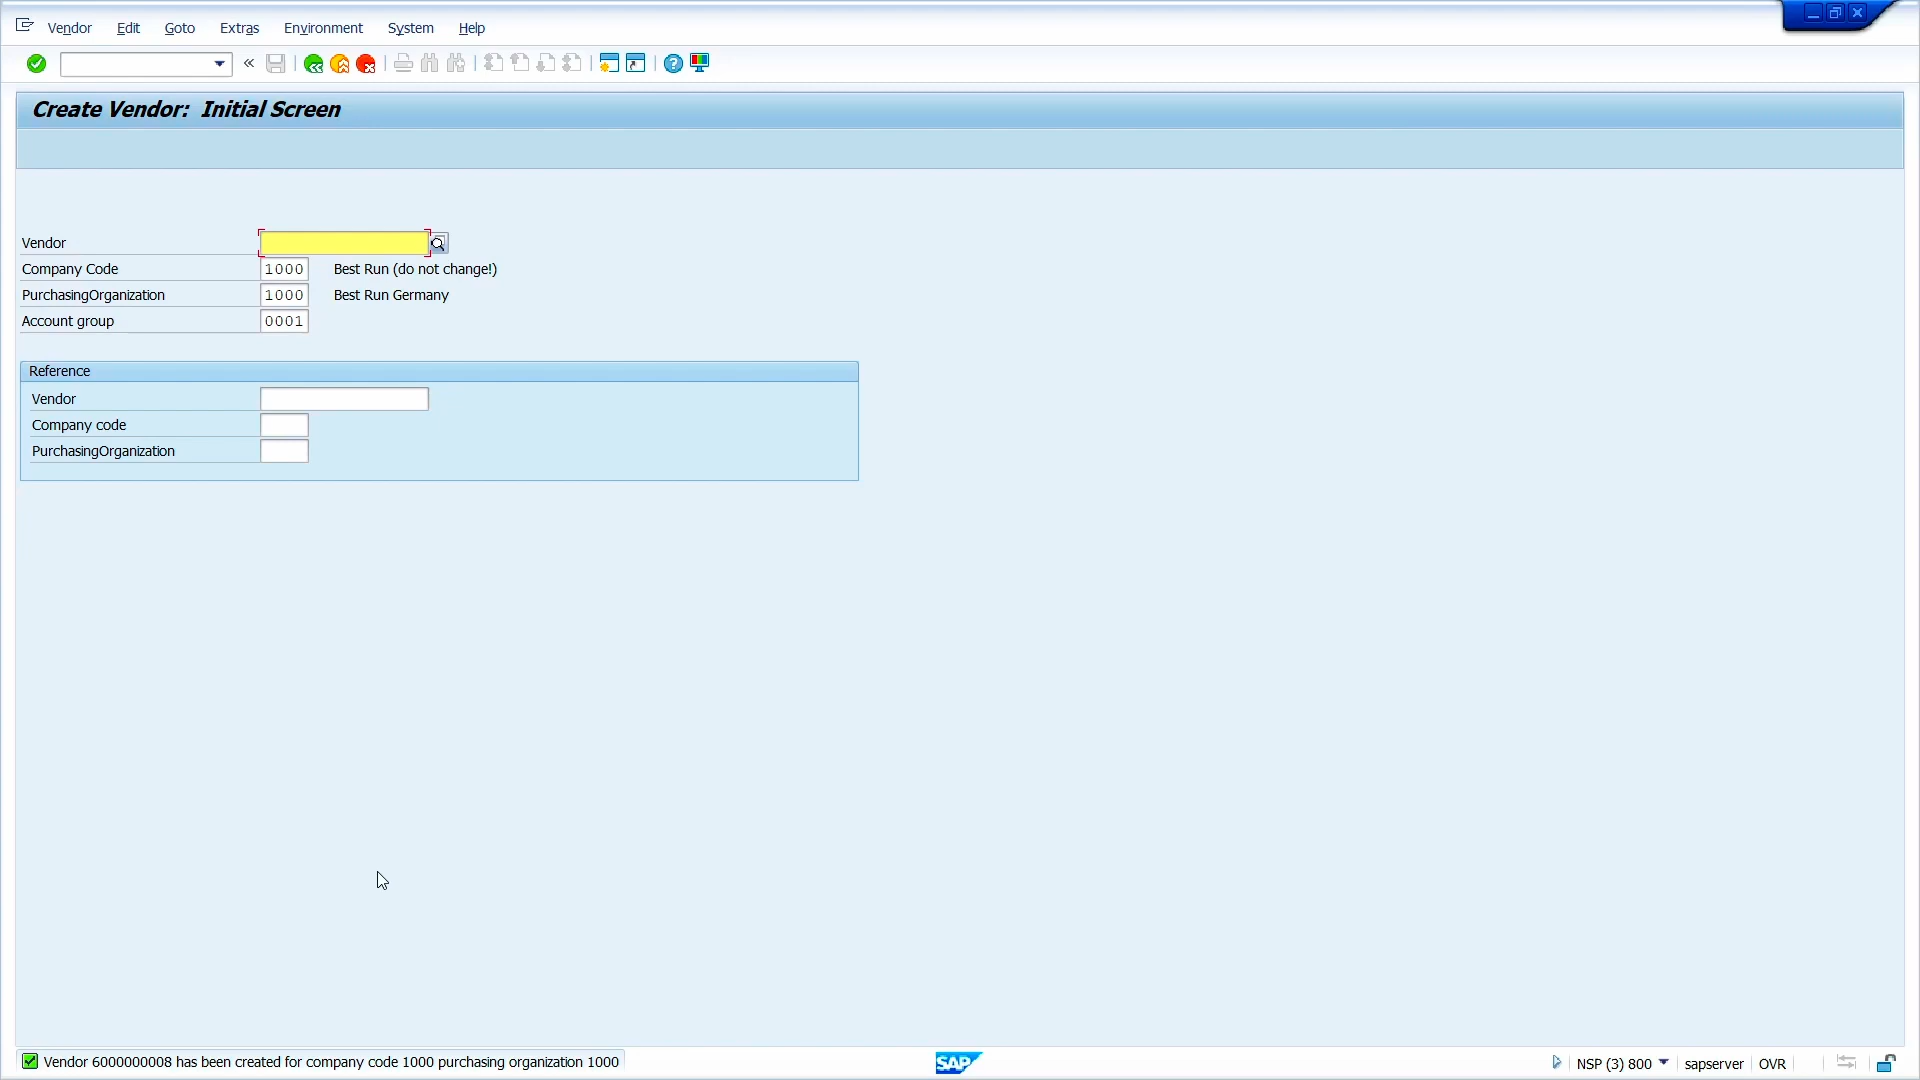 Vendor Edit Goto Extras Environment System Help
«
Create Vendor: Initial Screen
Vendor
Company Code 1000 Best Run (do not change!)
PurchasingOrganization 1000 Best Run Germany
Account group 0001
Reference
Vendor
Company code
PurchasingOrganization
Vendor 6000000008 has been created for company code 1000 purchasing organization 1000
SAP
NSP (3) 800 sapserver OVR